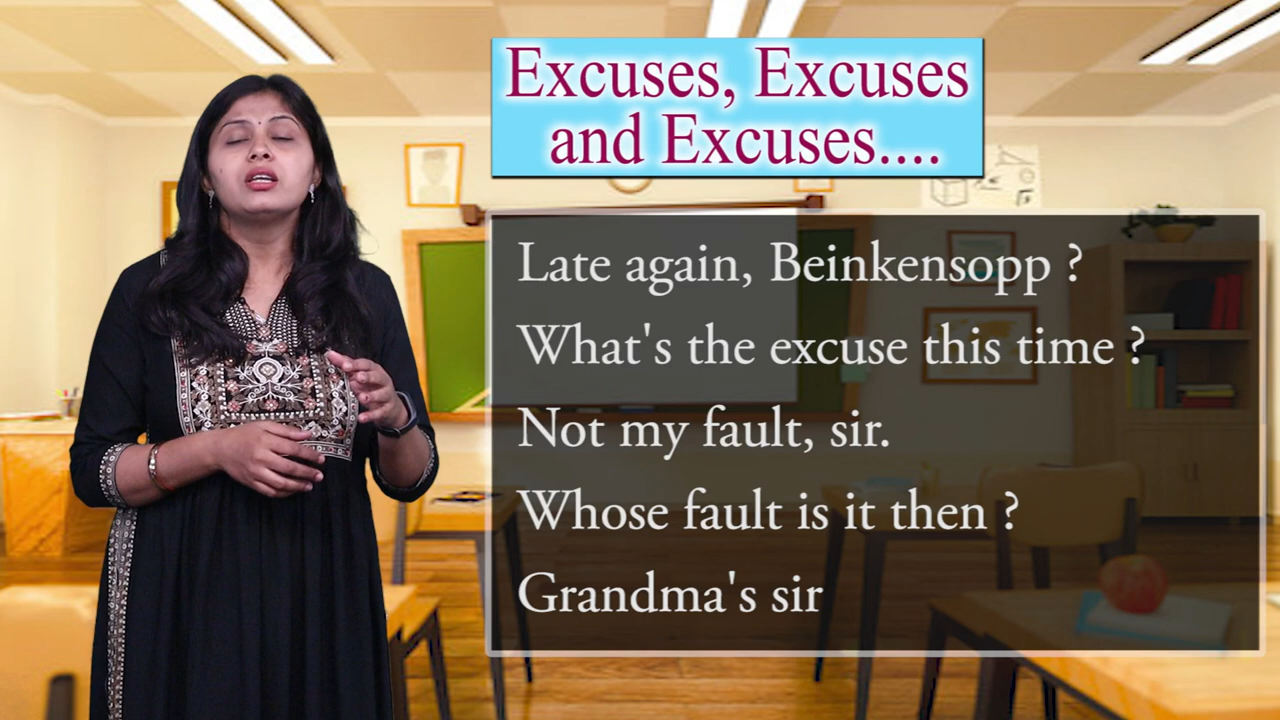 Excuses, Excuses
and Excuses....
Late again, Beinkensopp ?
What's the excuse this time ?
Not my fault, sir.
Whose fault is it then ?
Grandma's sir